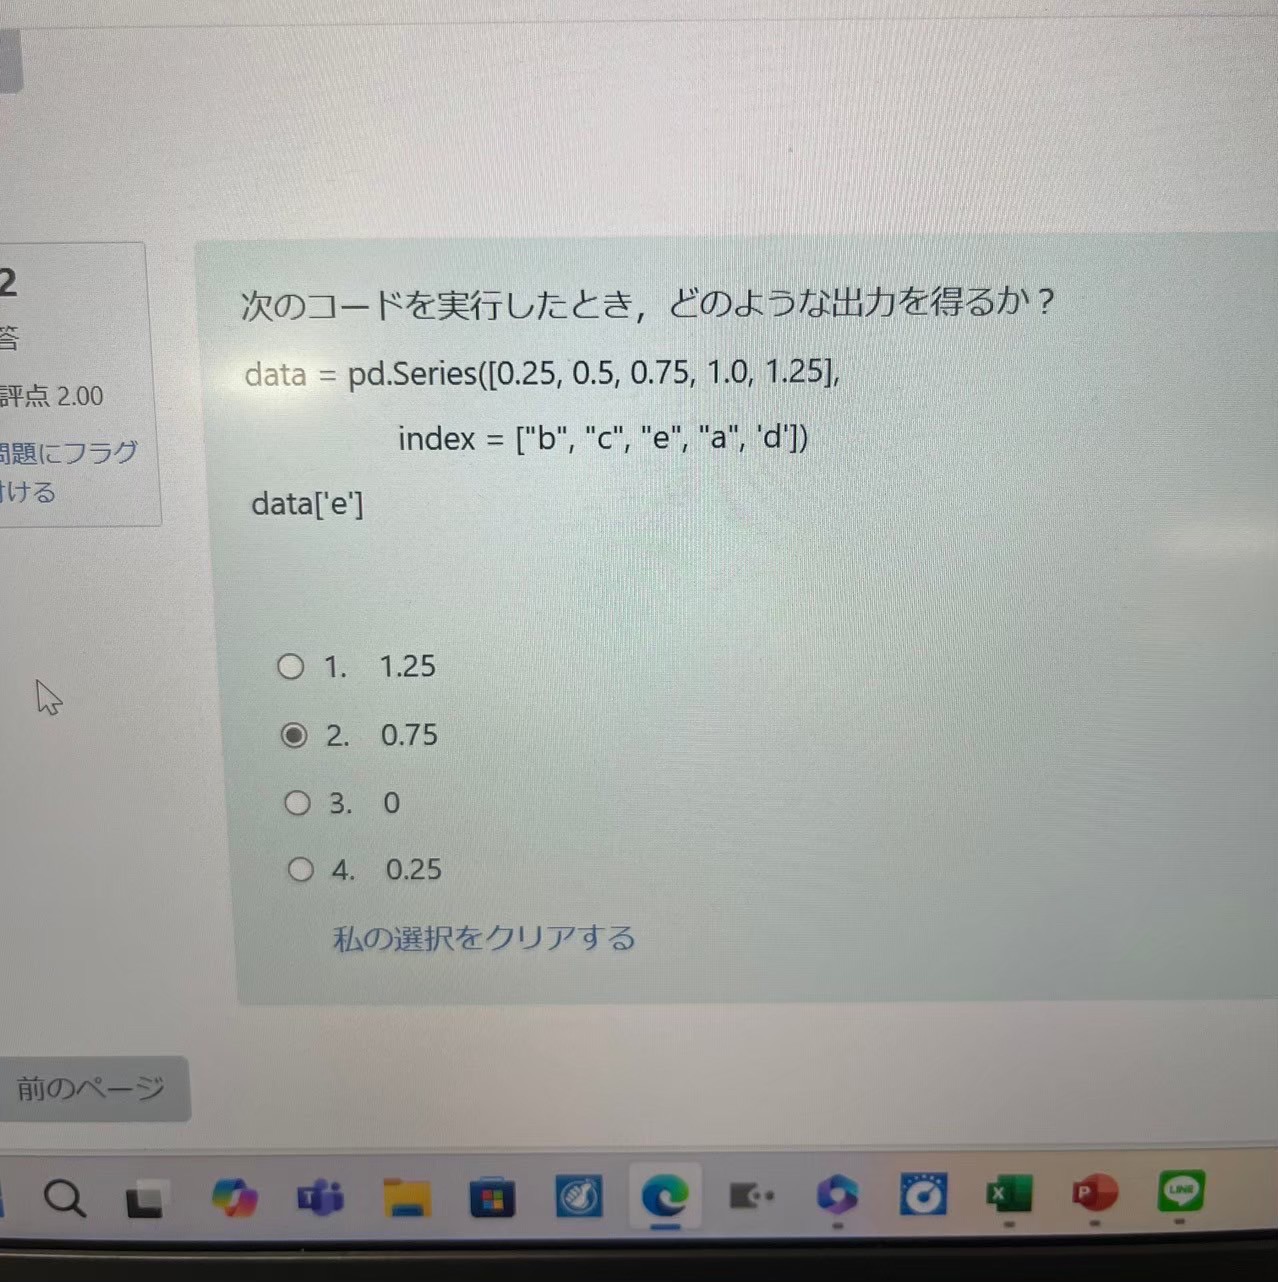 2
答
評点 2.00
問題にフラグ
付ける
次のコードを実行したとき，どのような出力を得るか？
data = pd.Series([0.25, 0.5, 0.75, 1.0, 1.25],
index = ["b", "c", "e", "a", 'd'])
data['e']
1. 1.25
2. 0.75
3. 0
4. 0.25
私の選択をクリアする
前のページ
T
X
P
LINE